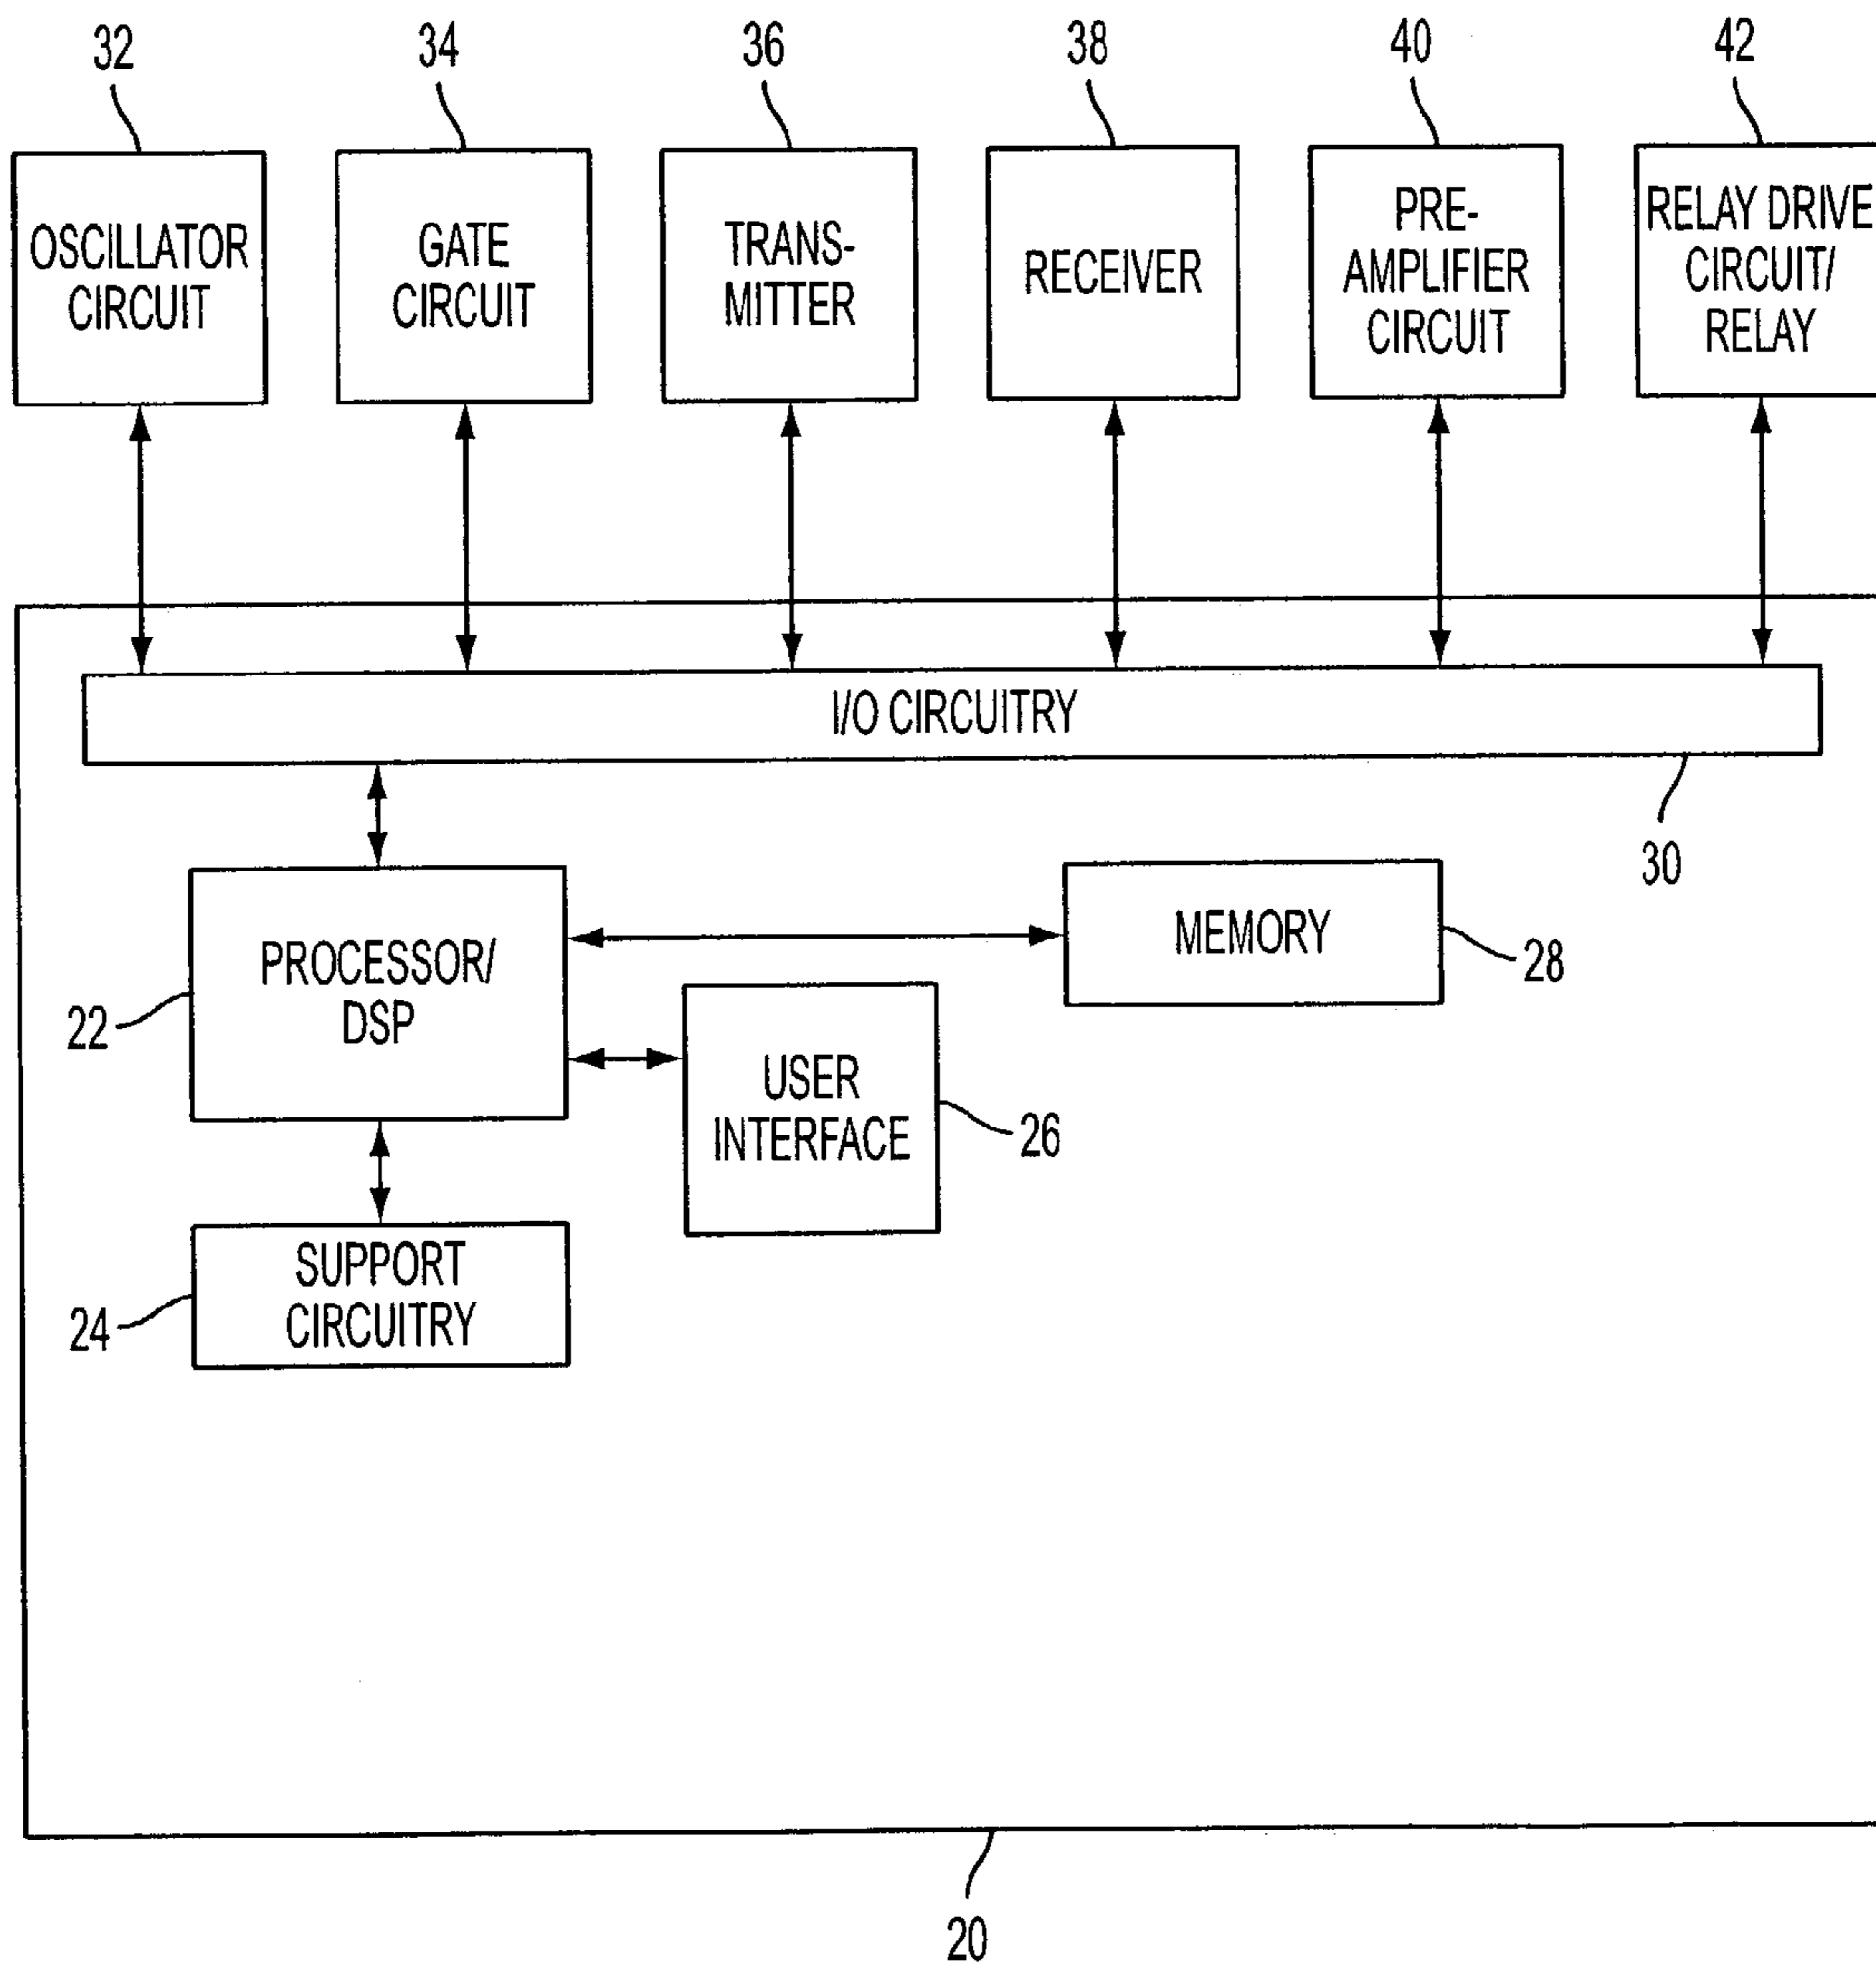 32
34
36
38
40
42
OSCILLATOR
CIRCUIT
GATE
CIRCUIT
TRANS-
MITTER
RECEIVER
PRE-
AMPLIFIER
CIRCUIT
RELAY DRIVE
CIRCUIT/
RELAY
I/O CIRCUITRY
30
PROCESSOR/
DSP
22
MEMORY
28
USER
INTERFACE
26
SUPPORT
CIRCUITRY
24
20